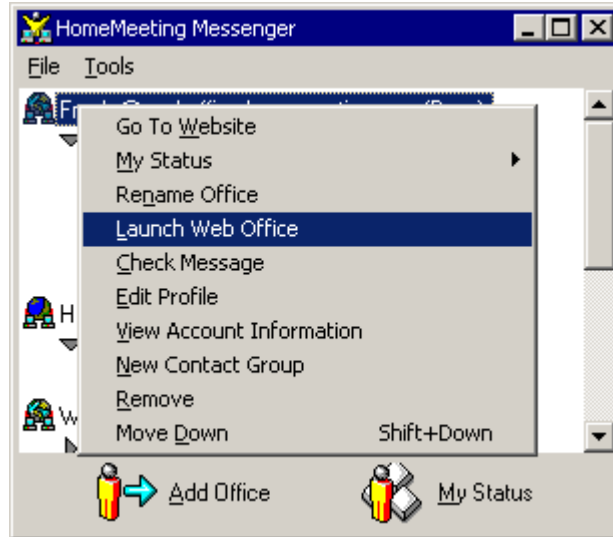 HomeMeeting Messenger
File Tools
Go To Website
My Status
Rename Office
Launch Web Office
Check Message
Edit Profile
View Account Information
New Contact Group
Remove
Move Down Shift+Down
H
W
Add Office My Status